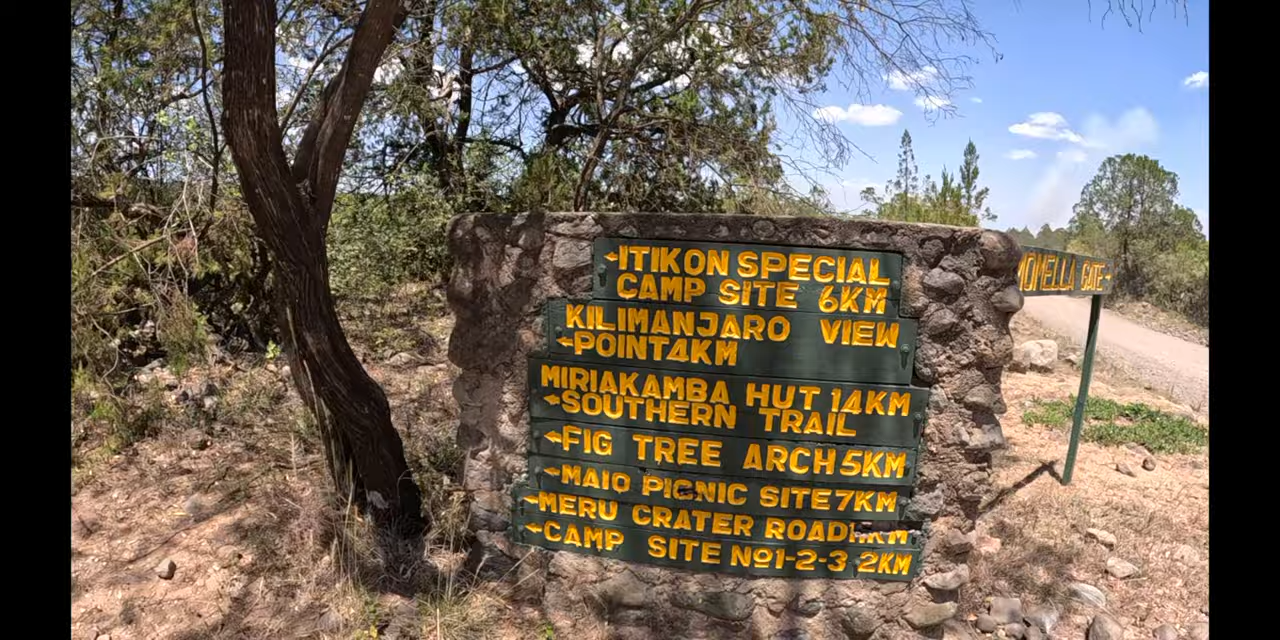 ITIKON SPECIAL
CAMP SITE 6KM
KILIMANJARO VIEW
POINT 4KM
MIRIAKAMBA HUT 14KM
SOUTHERN TRAIL
FIG TREE ARCH 5KM
MAIO PICNIC SITE 7KM
MERU CRATER ROAD
CAMP SITE Nº1-2-3 2KM
MOMELLA GATE